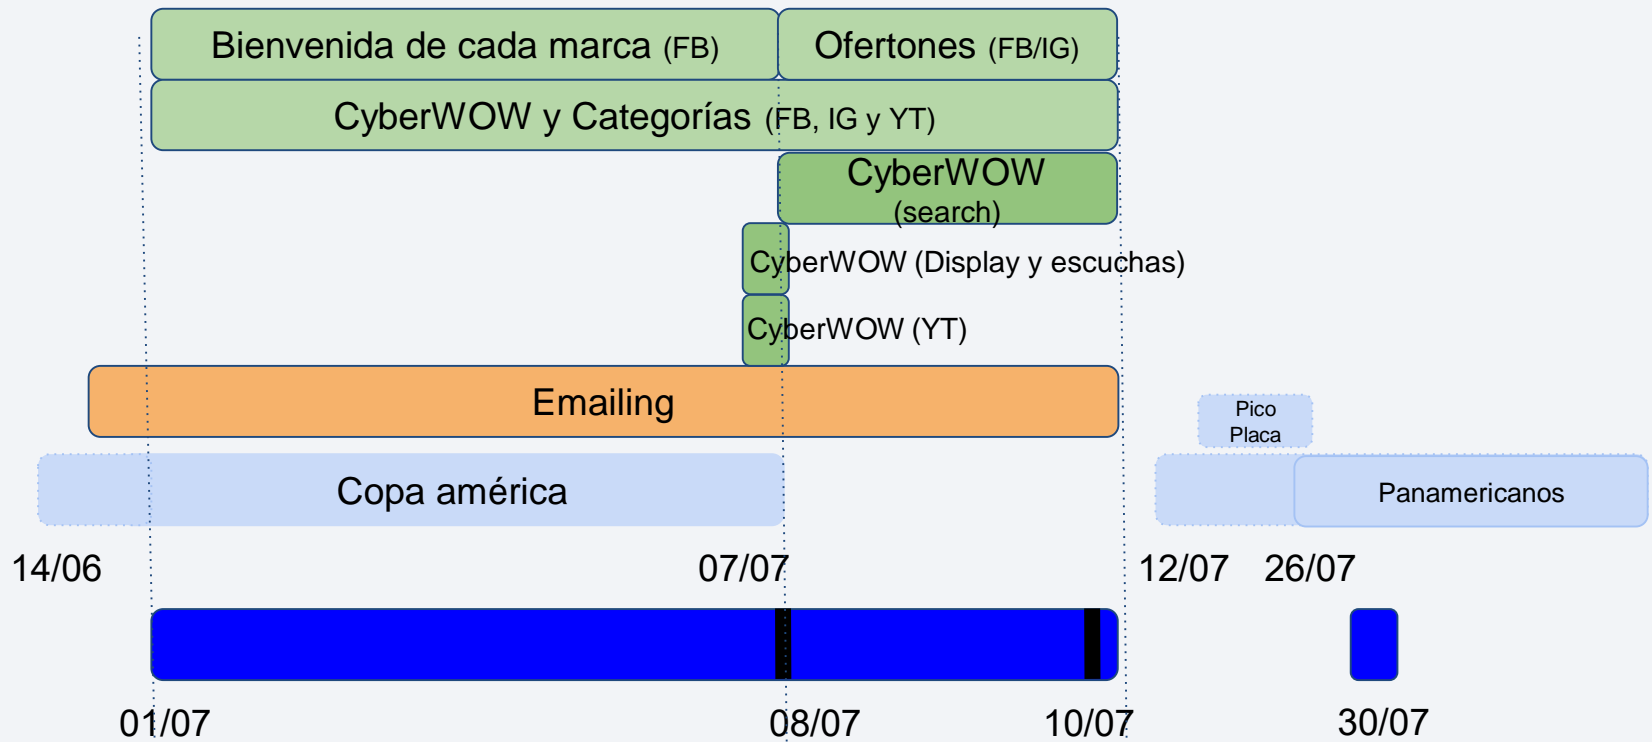 Bienvenida de cada marca (FB)
Ofertones (FB/IG)
CyberWOW y Categorías (FB, IG y YT)
CyberWOW
(search)
CyberWOW (Display y escuchas)
CyberWOW (YT)
Emailing
Pico
Placa
Copa américa
Panamericanos
14/06
07/07
12/07
26/07
01/07
08/07
10/07
30/07